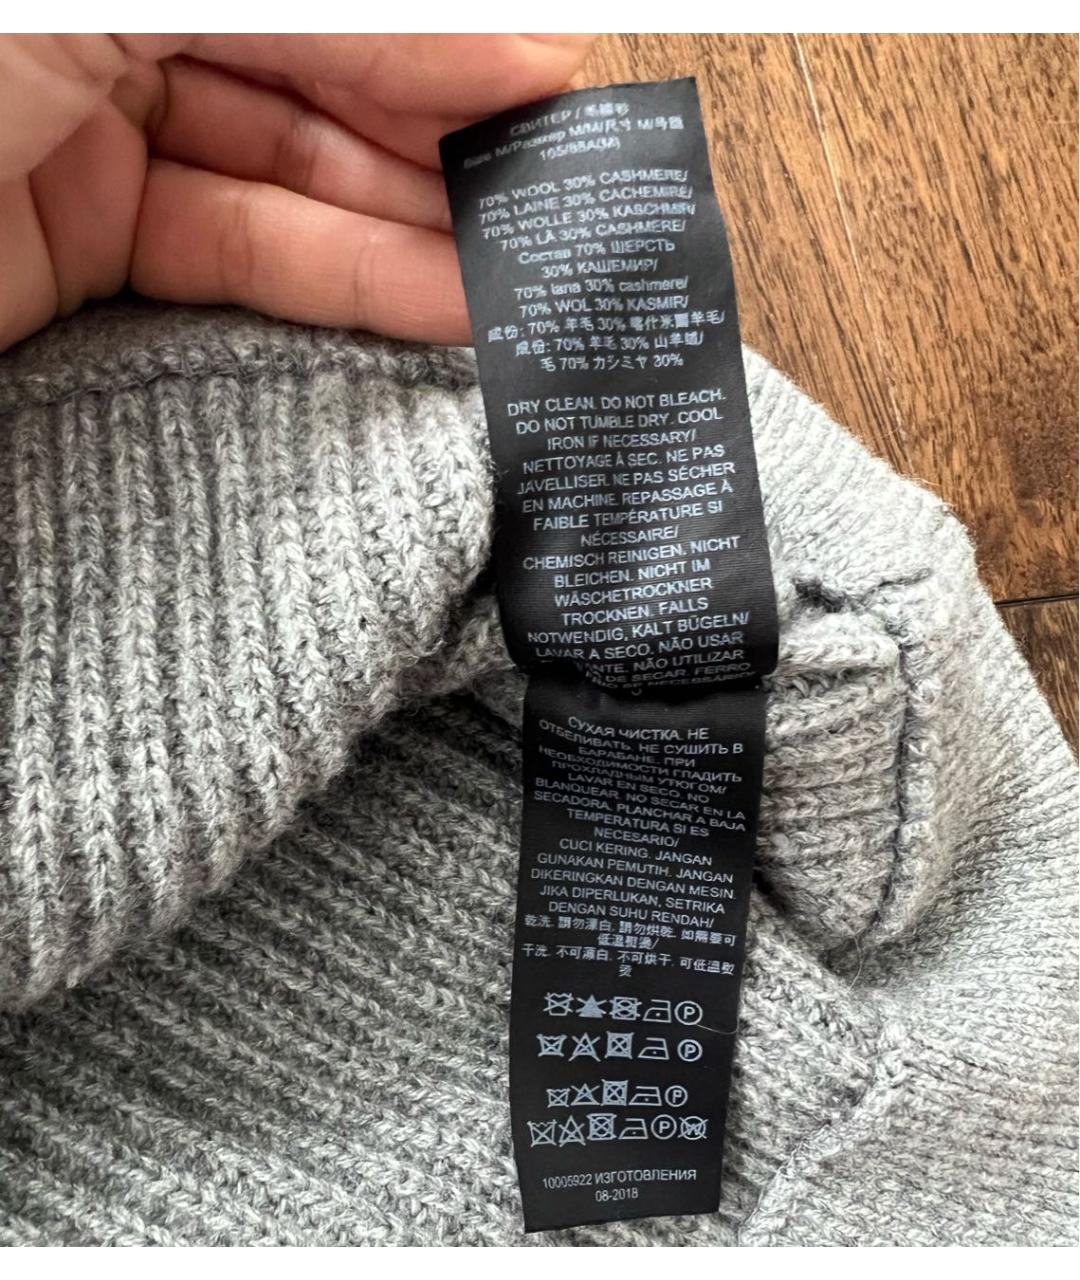 СВИТЕР /
M/Размер M/M/尺寸 M/号
70% WOOL 30% CASHMERE/
70% LAINE 30% CACHEMIRE/
70% WOLLE 30% KASCHMIR/
70% LÃ 30% CASHMERE/
Состав 70% ШЕРСТЬ
30% КАШЕМИР/
70% lana 30% cashmere/
70% WOL 30% KASMIR/
成份: 70% 羊毛 30% 喀什米爾羊毛/
成份: 70% 羊毛 30% 山羊绒/
毛 70% カシミヤ 30%
DRY CLEAN. DO NOT BLEACH.
DO NOT TUMBLE DRY. COOL
IRON IF NECESSARY/
NETTOYAGE À SEC. NE PAS
JAVELLISER. NE PAS SÉCHER
EN MACHINE. REPASSAGE À
FAIBLE TEMPÉRATURE SI
NÉCESSAIRE/
CHEMISCH REINIGEN. NICHT
BLEICHEN. NICHT IM
WÄSCHETROCKNER
TROCKNEN. FALLS
NOTWENDIG, KALT BÜGELN/
LAVAR A SECO. NÃO USAR
NÃO UTILIZAR
DE SECAR. FERRO
SE NECESSÁRIO/
СУХАЯ ЧИСТКА. НЕ
ОТБЕЛИВАТЬ. НЕ СУШИТЬ В
БАРАБАНЕ. ПРИ
НЕОБХОДИМОСТИ ГЛАДИТЬ
ПРОХЛАДНЫМ УТЮГОМ/
LAVAR EN SECO. NO
BLANQUEAR. NO SECAR EN LA
SECADORA. PLANCHAR A BAJA
TEMPERATURA SI ES
NECESARIO/
CUCI KERING. JANGAN
GUNAKAN PEMUTIH. JANGAN
DIKERINGKAN DENGAN MESIN.
JIKA DIPERLUKAN, SETRIKA
DENGAN SUHU RENDAH/
乾洗. 請勿漂白. 請勿烘乾. 如需要可
低溫熨燙/
干洗. 不可漂白. 不可烘干. 可低温熨
烫
P
P
P
P W
10005922 ИЗГОТОВЛЕНИЯ
08-2018